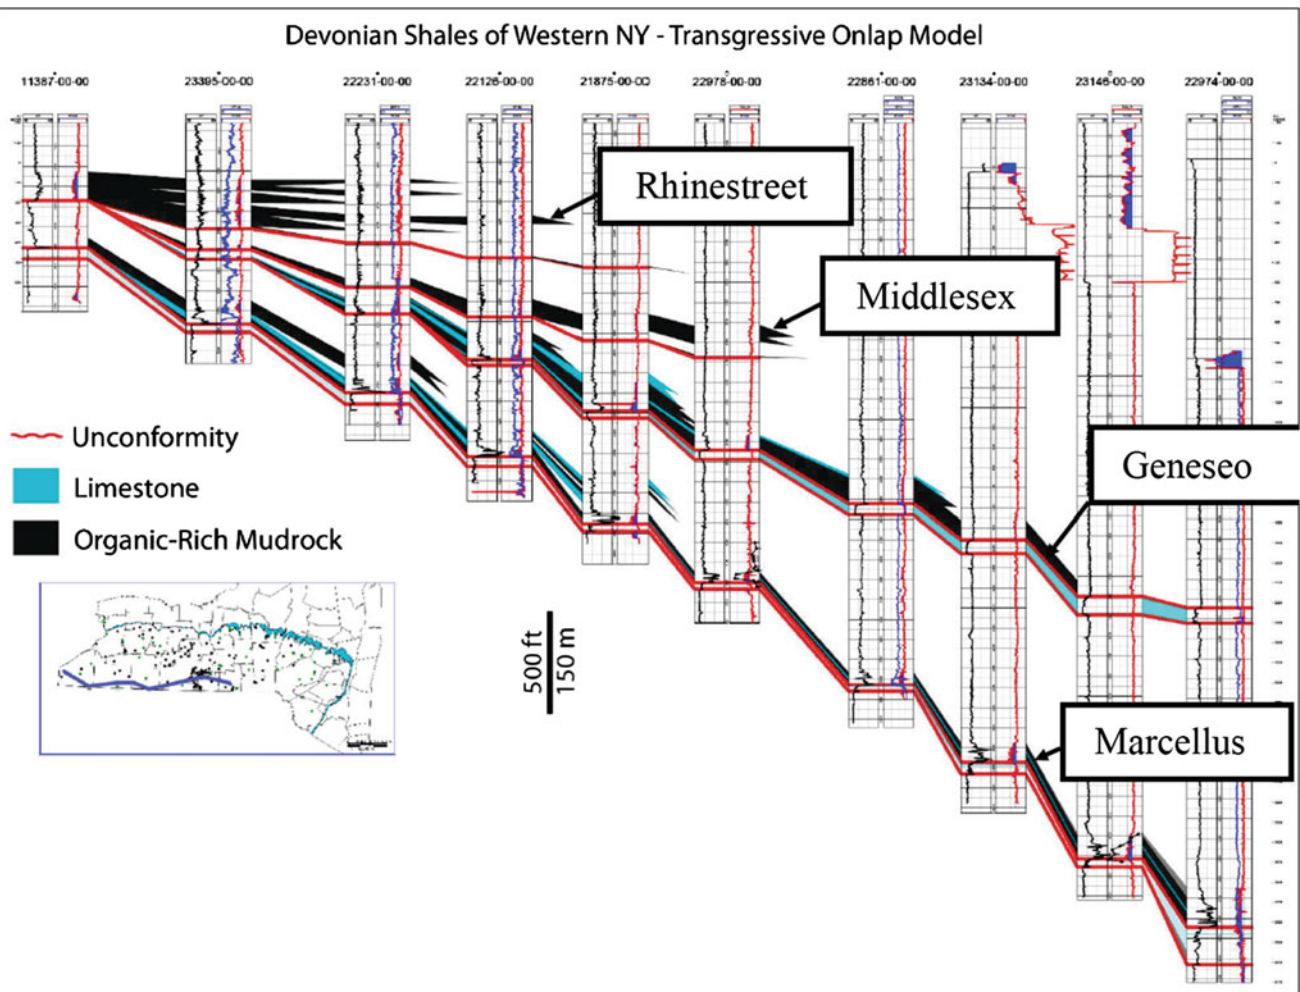 Devonian Shales of Western NY - Transgressive Onlap Model
11387-00-00
23395-00-00
22231-00-00
22126-00-00
21875-00-00
22978-00-00
22861-00-00
23134-00-00
23146-00-00
22974-00-00
Rhinestreet
Middlesex
Geneseo
Marcellus
Unconformity
Limestone
Organic-Rich Mudrock
500 ft
150 m